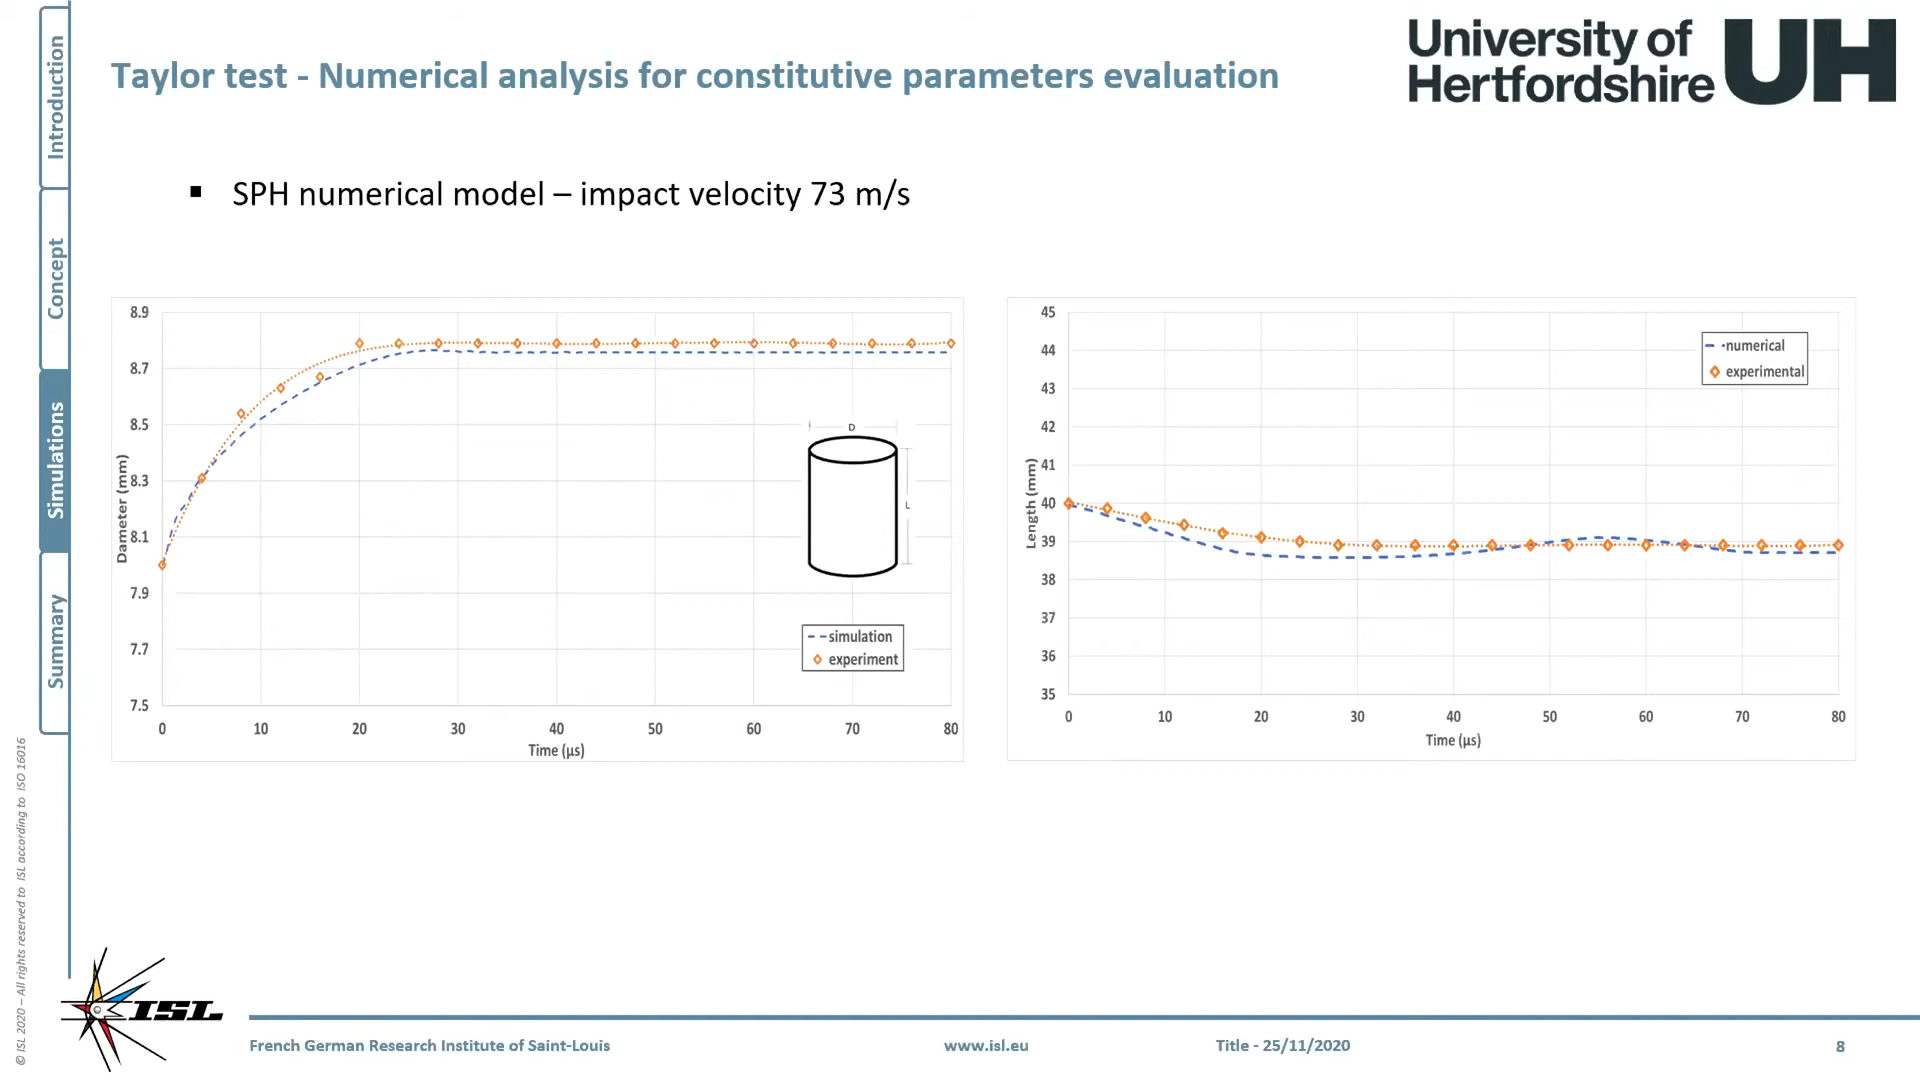 Introduction
Concept
Simulations
Summary
© ISL 2020 – All rights reserved to ISL according to ISO 16016
Taylor test - Numerical analysis for constitutive parameters evaluation
University of
Hertfordshire UH
▪ SPH numerical model – impact velocity 73 m/s
8.9
8.7
8.5
8.3
8.1
7.9
7.7
7.5
Dameter (mm)
0 10 20 30 40 50 60 70 80
Time (µs)
D
L
simulation
experiment
45
44
43
42
41
40
39
38
37
36
35
Length (mm)
0 10 20 30 40 50 60 70 80
Time (µs)
numerical
experimental
ISL
French German Research Institute of Saint-Louis www.isl.eu Title - 25/11/2020 8